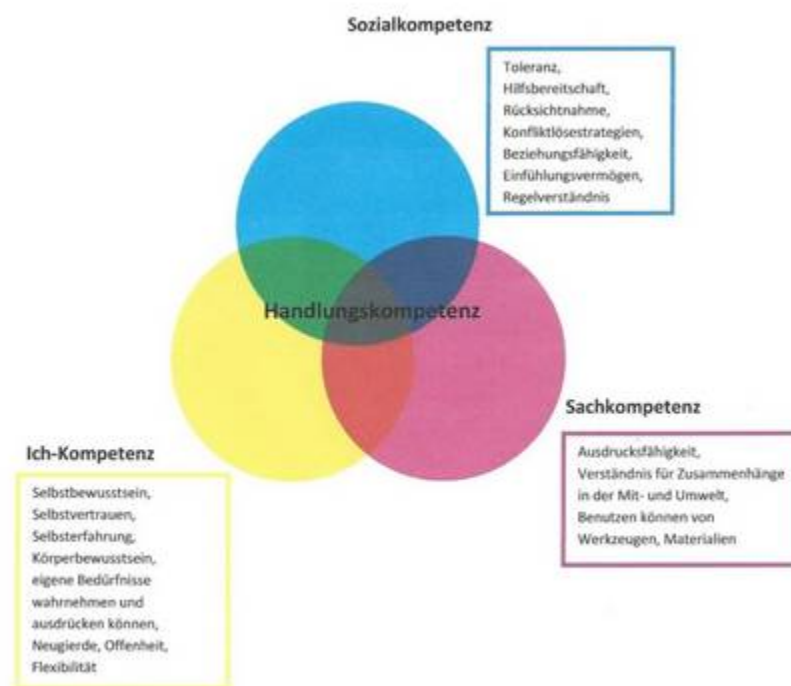 Sozialkompetenz
Toleranz,
Hilfsbereitschaft,
Rücksichtnahme,
Konfliktlösestrategien,
Beziehungsfähigkeit,
Einfühlungsvermögen,
Regelverständnis
Handlungskompetenz
Sachkompetenz
Ausdrucksfähigkeit,
Verständnis für Zusammenhänge
in der Mit- und Umwelt,
Benutzen können von
Werkzeugen, Materialien
Ich-Kompetenz
Selbstbewusstsein,
Selbstvertrauen,
Selbsterfahrung,
Körperbewusstsein,
eigene Bedürfnisse
wahrnehmen und
ausdrücken können,
Neugierde, Offenheit,
Flexibilität